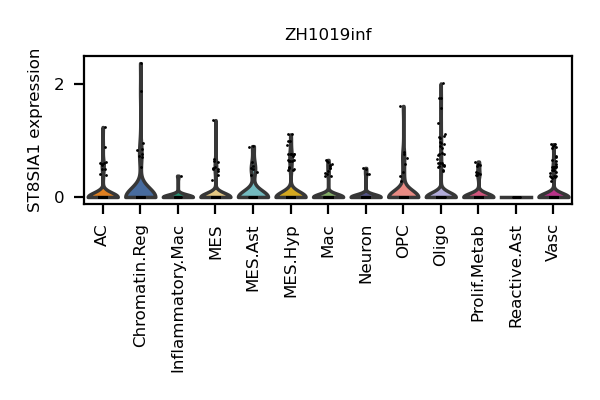 ZH1019inf
ST8SIA1 expression
2
0
AC
Chromatin.Reg
Inflammatory.Mac
MES
MES.Ast
MES.Hyp
Mac
Neuron
OPC
Oligo
Prolif.Metab
Reactive.Ast
Vasc